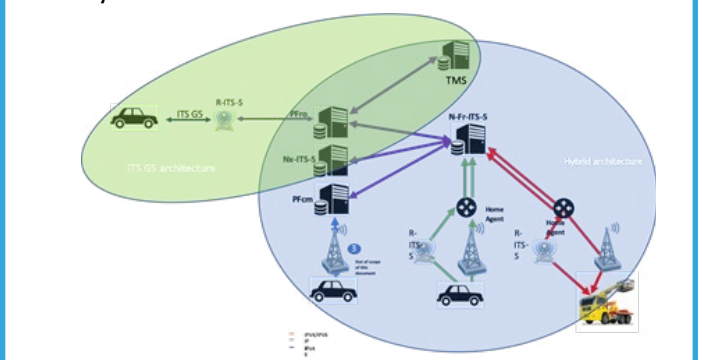 TMS
R-ITS-S
ITS G5
PFro
N-Fr-ITS-S
Nx-ITS-S
ITS G5 architecture
Hybrid architecture
PFcm
Home
Agent
Home
Agent
R-
ITS-
S
R-
ITS-
S
3
Out of scope
of this
document